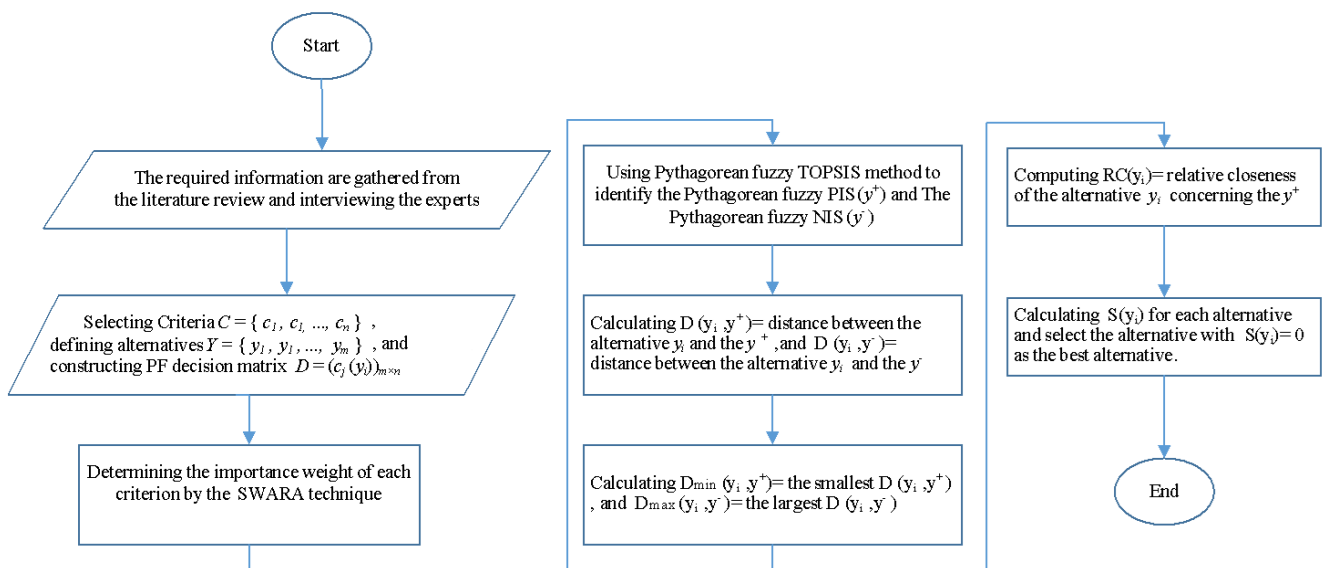 Start
The required information are gathered from
the literature review and interviewing the experts
Selecting Criteria C = { c1 , c1, ..., cn } ,
defining alternatives Y = { y1 , y1 , ..., ym } , and
constructing PF decision matrix D = (cj (yi))m×n
Determining the importance weight of each
criterion by the SWARA technique
Using Pythagorean fuzzy TOPSIS method to
identify the Pythagorean fuzzy PIS (y+) and The
Pythagorean fuzzy NIS (y-)
Calculating D (yi ,y+)= distance between the
alternative yi and the y + ,and D (yi ,y-)=
distance between the alternative yi and the y-
Calculating Dmin (yi ,y+)= the smallest D (yi ,y+)
, and Dmax (yi ,y-)= the largest D (yi ,y-)
Computing RC(yi)= relative closeness
of the alternative yi concerning the y+
Calculating S(yi) for each alternative
and select the alternative with S(yi)= 0
as the best alternative.
End